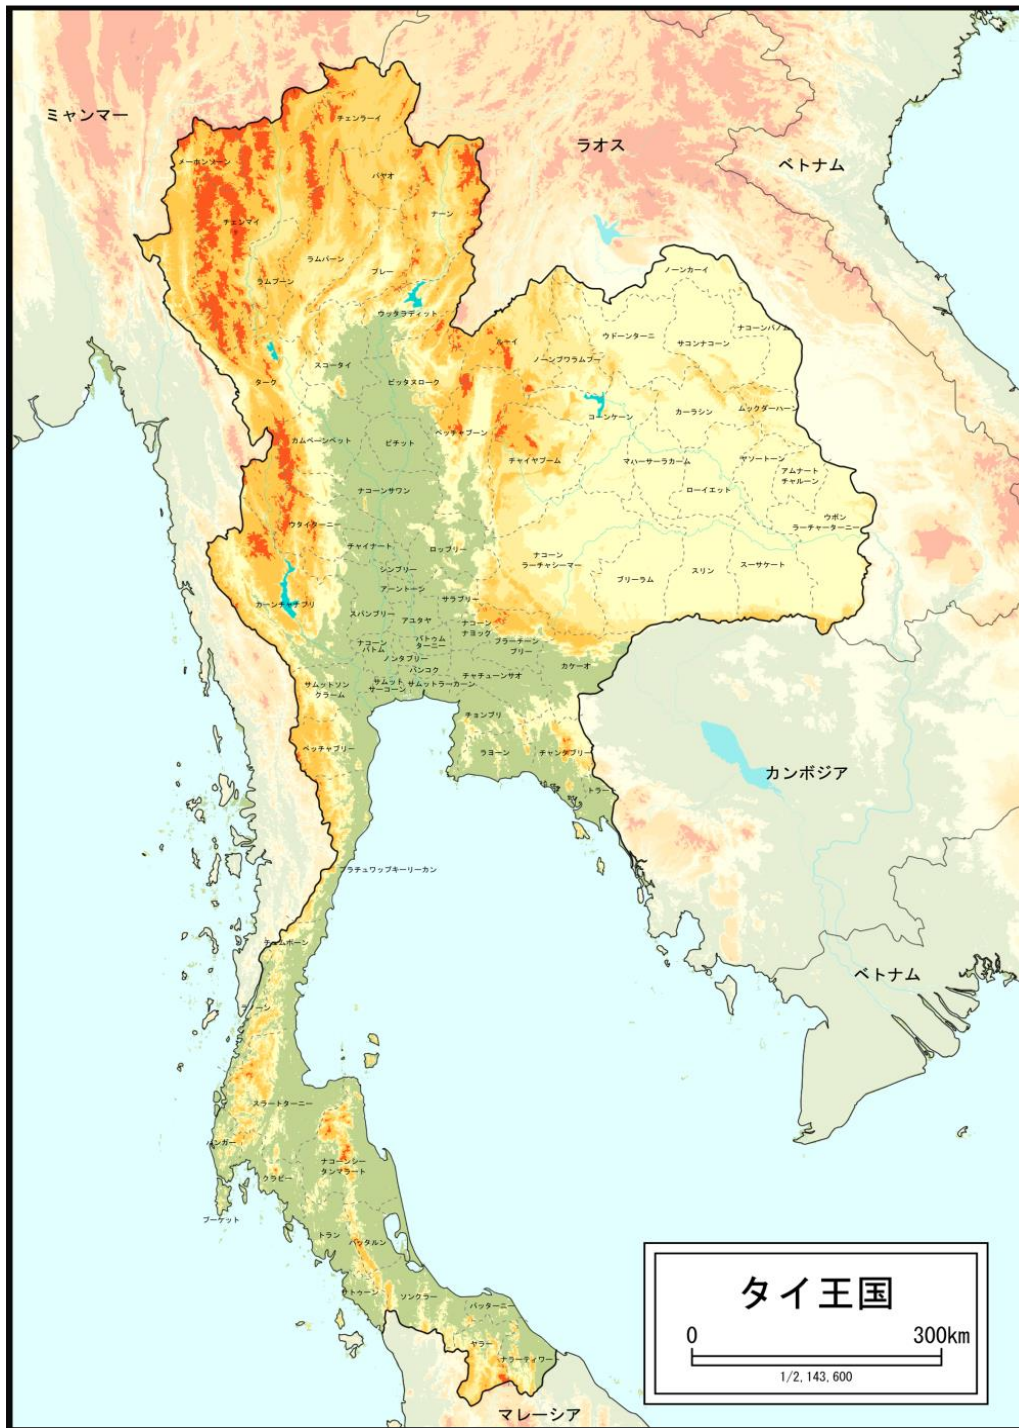 ミャンマー
ラオス
ベトナム
チェンラーイ
メーホンソーン
パヤオ
チェンマイ
ナーン
ラムパーン
プレー
ラムプーン
ウッタラディット
ノーンカーイ
ナコーンパノム
ウドーンターニ
サコンナコーン
ルーイ
ノーンブワラムプー
スコータイ
ターク
ピッタヌローク
コーンケーン
カーラシン
ムックダーハーン
カムペーンペット
ピチット
ペッチャブーン
チャイヤプーム
マハーサーラカーム
ヤソートーン
アムナート
チャルーン
ナコーンサワン
ローイエット
ウボン
ラーチャーターニー
ウタイターニー
チャイナート
ロッブリー
シンブリー
ナコーン
ラーチャシーマー
ブリーラム
スリン
スーサケート
アーントーン
サラブリー
カーンチャナブリ
スパンブリー
アユタヤ
ナコーン
ナヨック
ナコーン
パトム
パトゥム
ターニー
プラーチーン
ブリー
ノンタブリー
バンコク
カケーオ
サムットソン
クラーム
サムット
サーコーン
サムットラーカーン
チャチューンサオ
チョンブリ
ペッチャブリー
ラヨーン
チャンタブリー
トラート
カンボジア
プラチュワップキーリーカン
チュムポーン
ベトナム
スラートターニー
ナコーンシー
タンマラート
クラビー
プーケット
トラン
パッタルン
サトゥーン
ソンクラー
パッターニー
ヤラー
ナラーティワート
マレーシア
タイ王国
0 300km
1/2,143,600